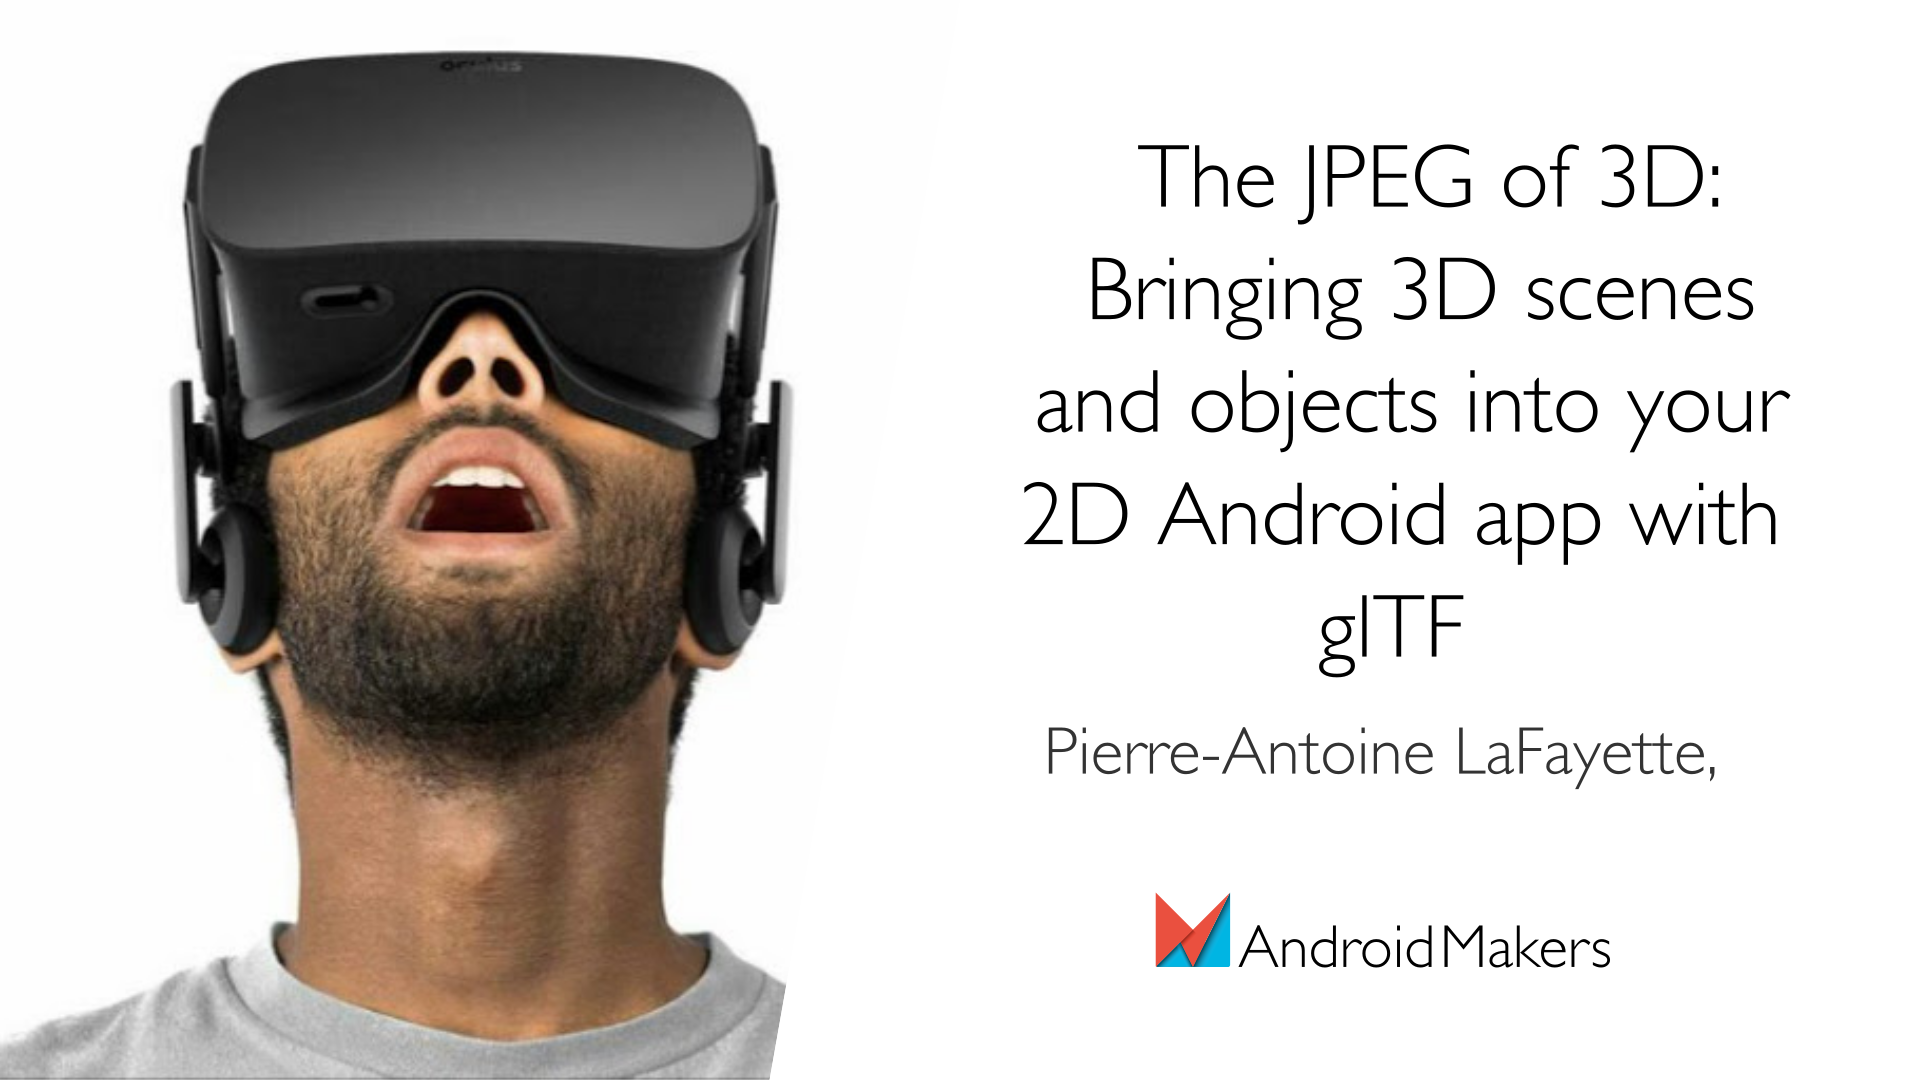 oculus
The JPEG of 3D:
Bringing 3D scenes
and objects into your
2D Android app with
glTF
Pierre-Antoine LaFayette,
AndroidMakers